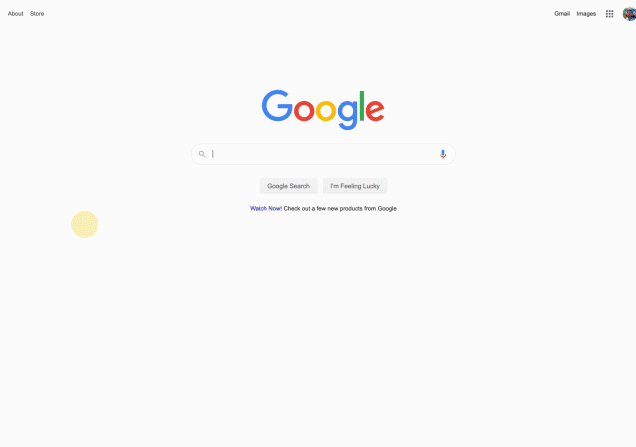 About Store
Gmail Images
Google
Google Search I'm Feeling Lucky
Watch Now! Check out a few new products from Google